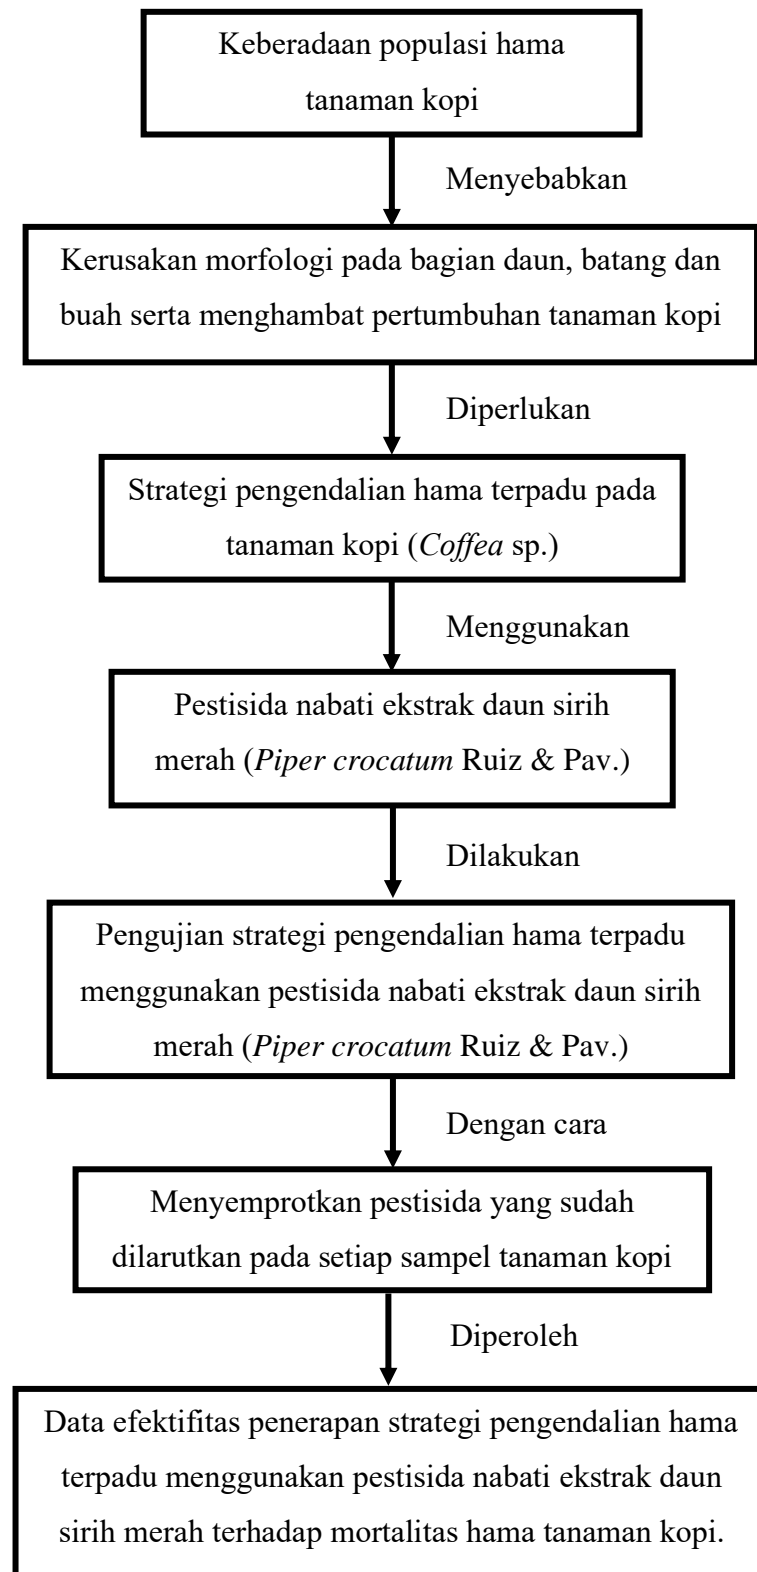 Keberadaan populasi hama
tanaman kopi
Menyebabkan
Kerusakan morfologi pada bagian daun, batang dan
buah serta menghambat pertumbuhan tanaman kopi
Diperlukan
Strategi pengendalian hama terpadu pada
tanaman kopi (Coffea sp.)
Menggunakan
Pestisida nabati ekstrak daun sirih
merah (Piper crocatum Ruiz & Pav.)
Dilakukan
Pengujian strategi pengendalian hama terpadu
menggunakan pestisida nabati ekstrak daun sirih
merah (Piper crocatum Ruiz & Pav.)
Dengan cara
Menyemprotkan pestisida yang sudah
dilarutkan pada setiap sampel tanaman kopi
Diperoleh
Data efektifitas penerapan strategi pengendalian hama
terpadu menggunakan pestisida nabati ekstrak daun
sirih merah terhadap mortalitas hama tanaman kopi.